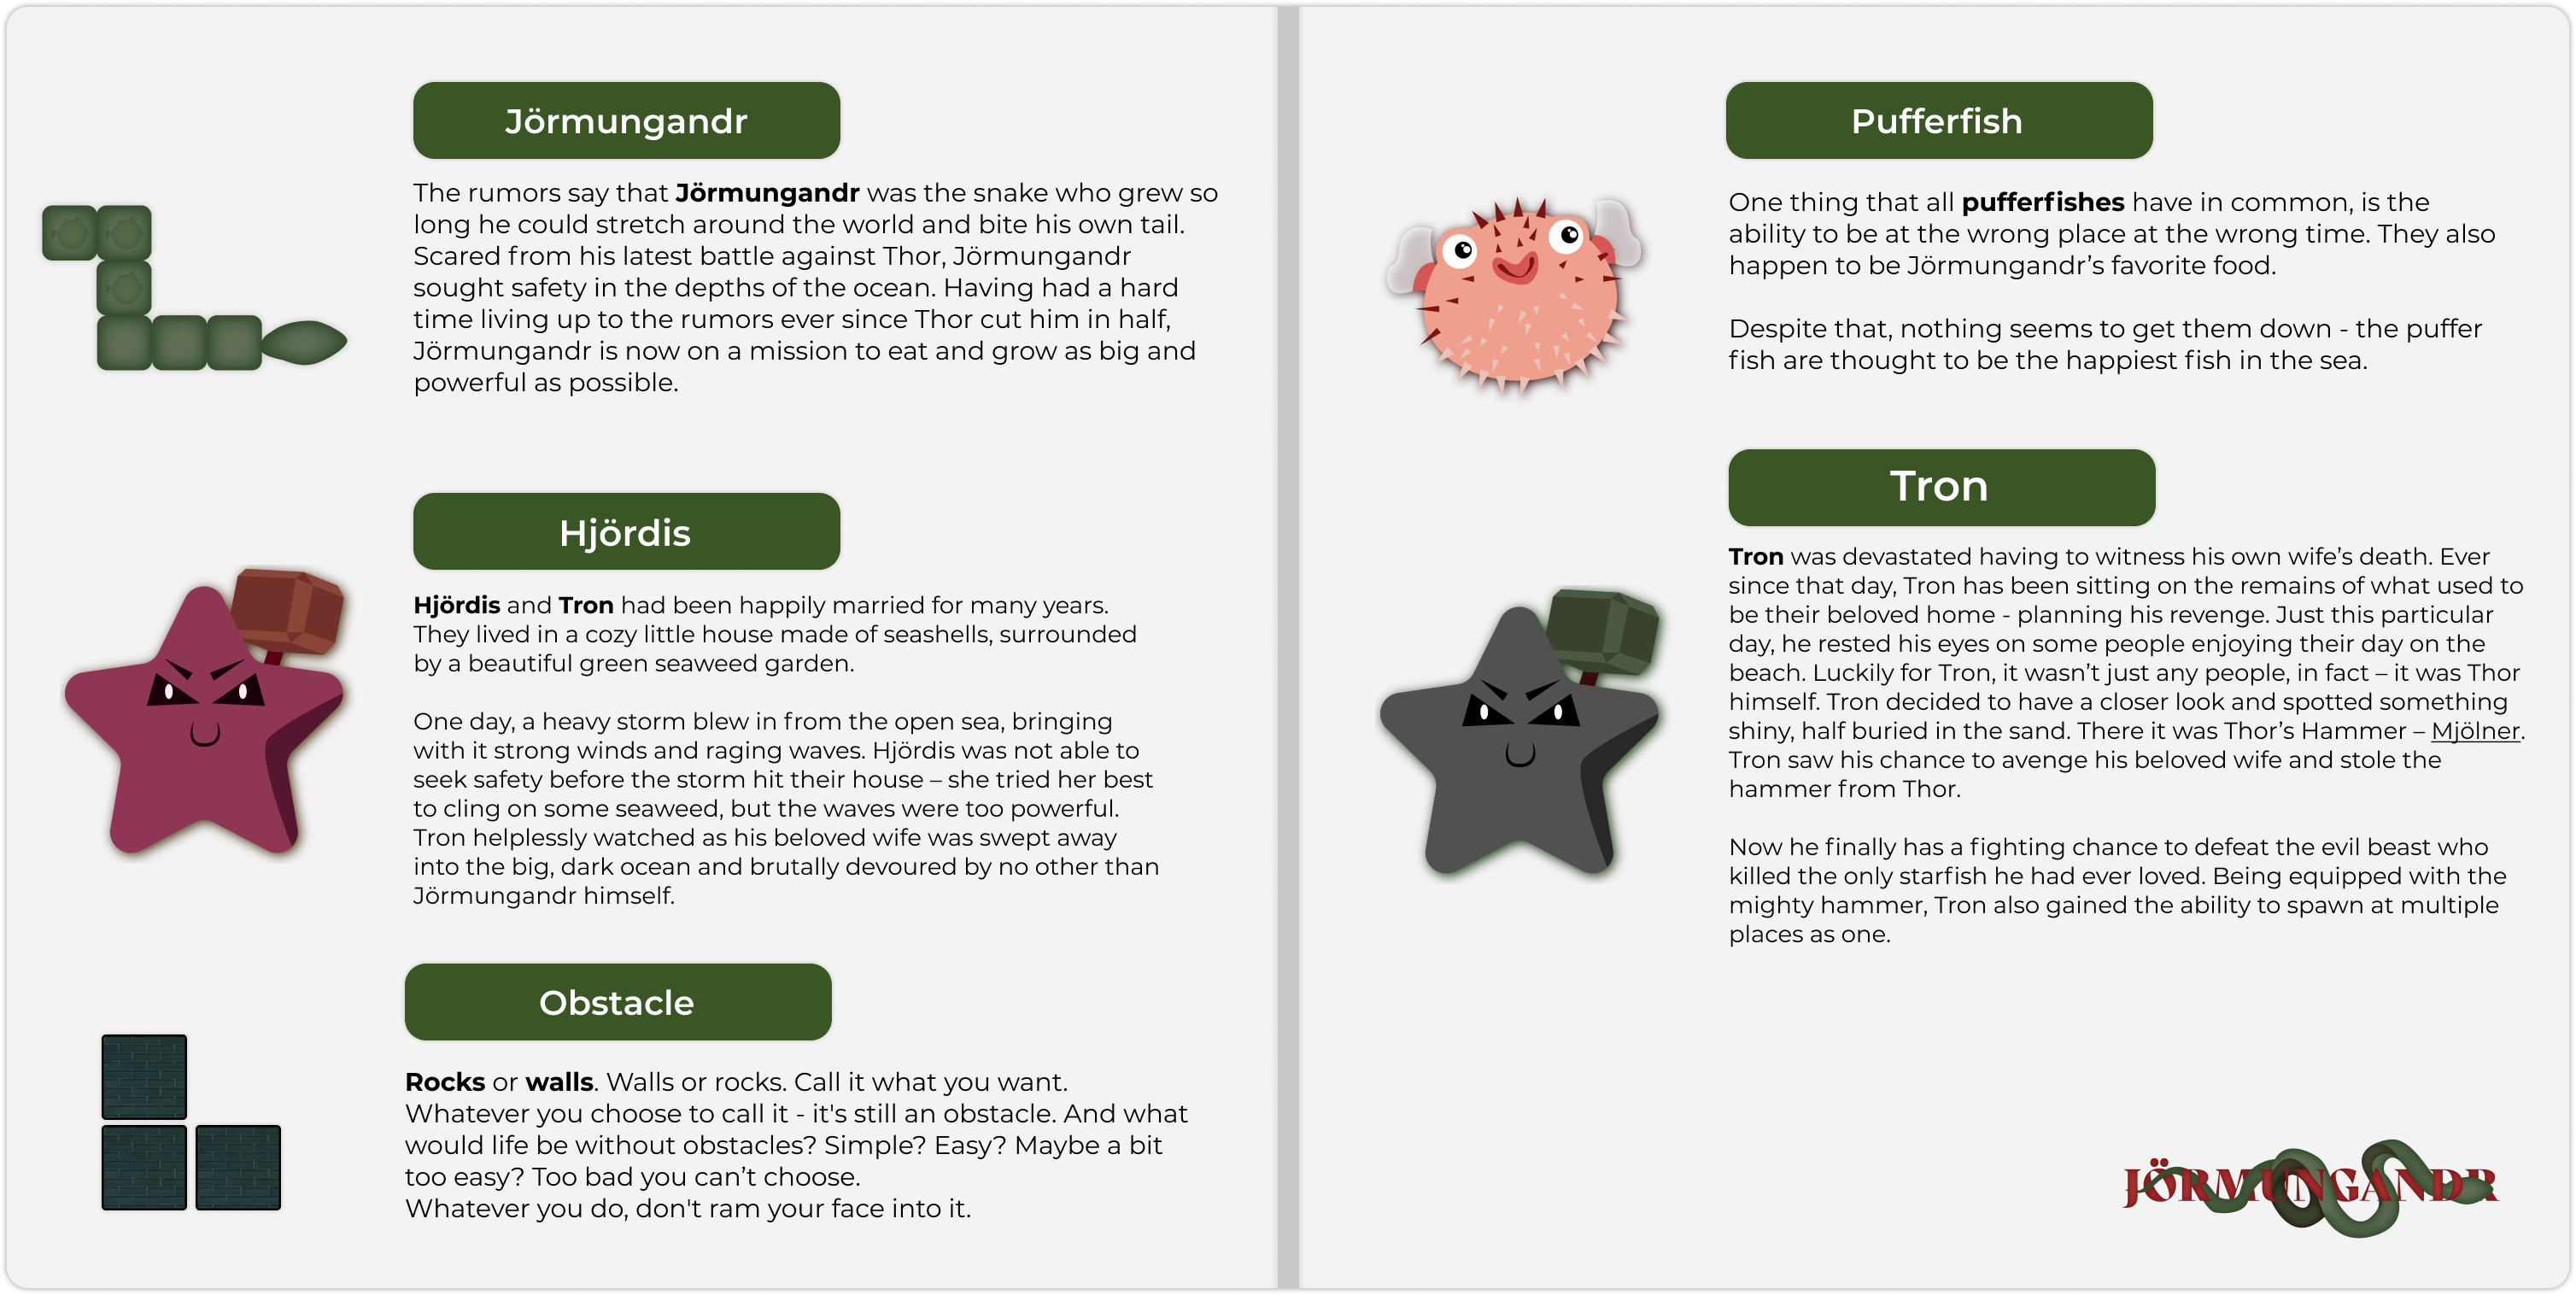 Jörmungandr
The rumors say that Jörmungandr was the snake who grew so
long he could stretch around the world and bite his own tail.
Scared from his latest battle against Thor, Jörmungandr
sought safety in the depths of the ocean. Having had a hard
time living up to the rumors ever since Thor cut him in half,
Jörmungandr is now on a mission to eat and grow as big and
powerful as possible.
Hjördis
Hjördis and Tron had been happily married for many years.
They lived in a cozy little house made of seashells, surrounded
by a beautiful green seaweed garden.
One day, a heavy storm blew in from the open sea, bringing
with it strong winds and raging waves. Hjördis was not able to
seek safety before the storm hit their house – she tried her best
to cling on some seaweed, but the waves were too powerful.
Tron helplessly watched as his beloved wife was swept away
into the big, dark ocean and brutally devoured by no other than
Jörmungandr himself.
Obstacle
Rocks or walls. Walls or rocks. Call it what you want.
Whatever you choose to call it - it's still an obstacle. And what
would life be without obstacles? Simple? Easy? Maybe a bit
too easy? Too bad you can’t choose.
Whatever you do, don't ram your face into it.
Pufferfish
One thing that all pufferfishes have in common, is the
ability to be at the wrong place at the wrong time. They also
happen to be Jörmungandr’s favorite food.
Despite that, nothing seems to get them down - the puffer
fish are thought to be the happiest fish in the sea.
Tron
Tron was devastated having to witness his own wife’s death. Ever
since that day, Tron has been sitting on the remains of what used to
be their beloved home - planning his revenge. Just this particular
day, he rested his eyes on some people enjoying their day on the
beach. Luckily for Tron, it wasn’t just any people, in fact – it was Thor
himself. Tron decided to have a closer look and spotted something
shiny, half buried in the sand. There it was Thor’s Hammer – Mjölner.
Tron saw his chance to avenge his beloved wife and stole the
hammer from Thor.
Now he finally has a fighting chance to defeat the evil beast who
killed the only starfish he had ever loved. Being equipped with the
mighty hammer, Tron also gained the ability to spawn at multiple
places as one.
JÖRMUNGANDR